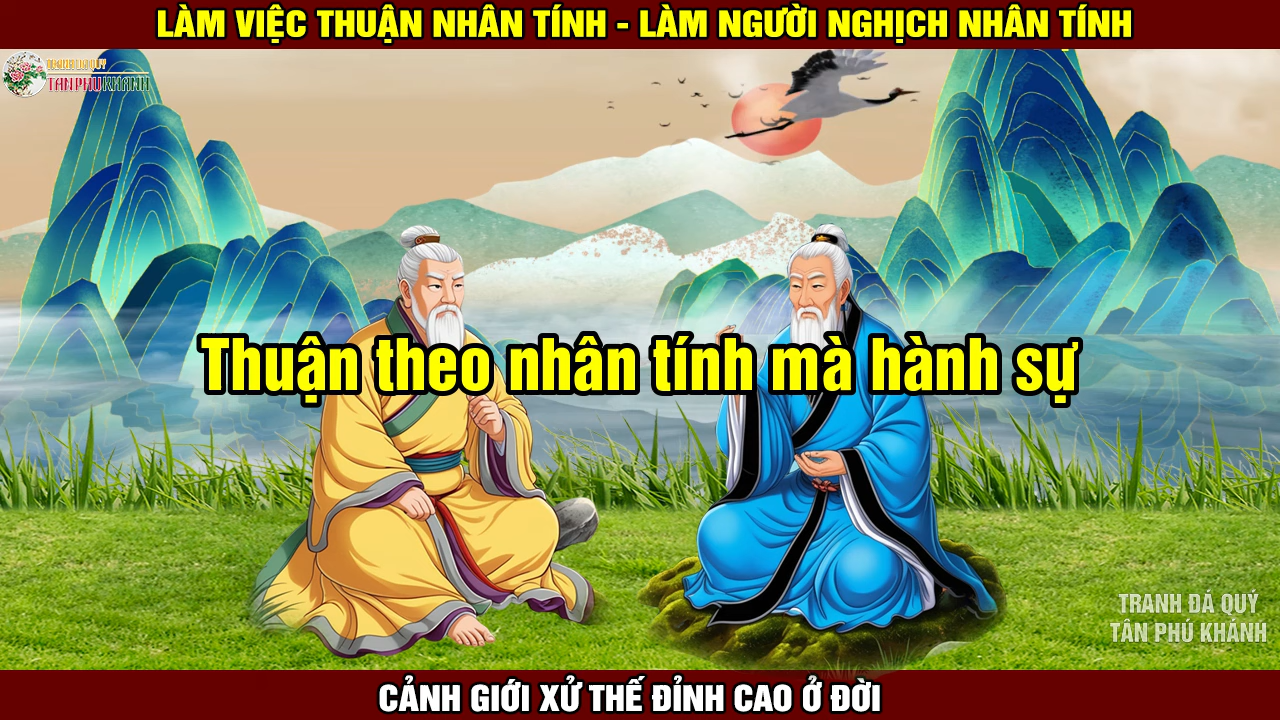 LÀM VIỆC THUẬN NHÂN TÍNH - LÀM NGƯỜI NGHỊCH NHÂN TÍNH
TÂN PHÚ KHÁNH
Thuận theo nhân tính mà hành sự
TRANH ĐÁ QUÝ
TÂN PHÚ KHÁNH
CẢNH GIỚI XỬ THẾ ĐỈNH CAO Ở ĐỜI